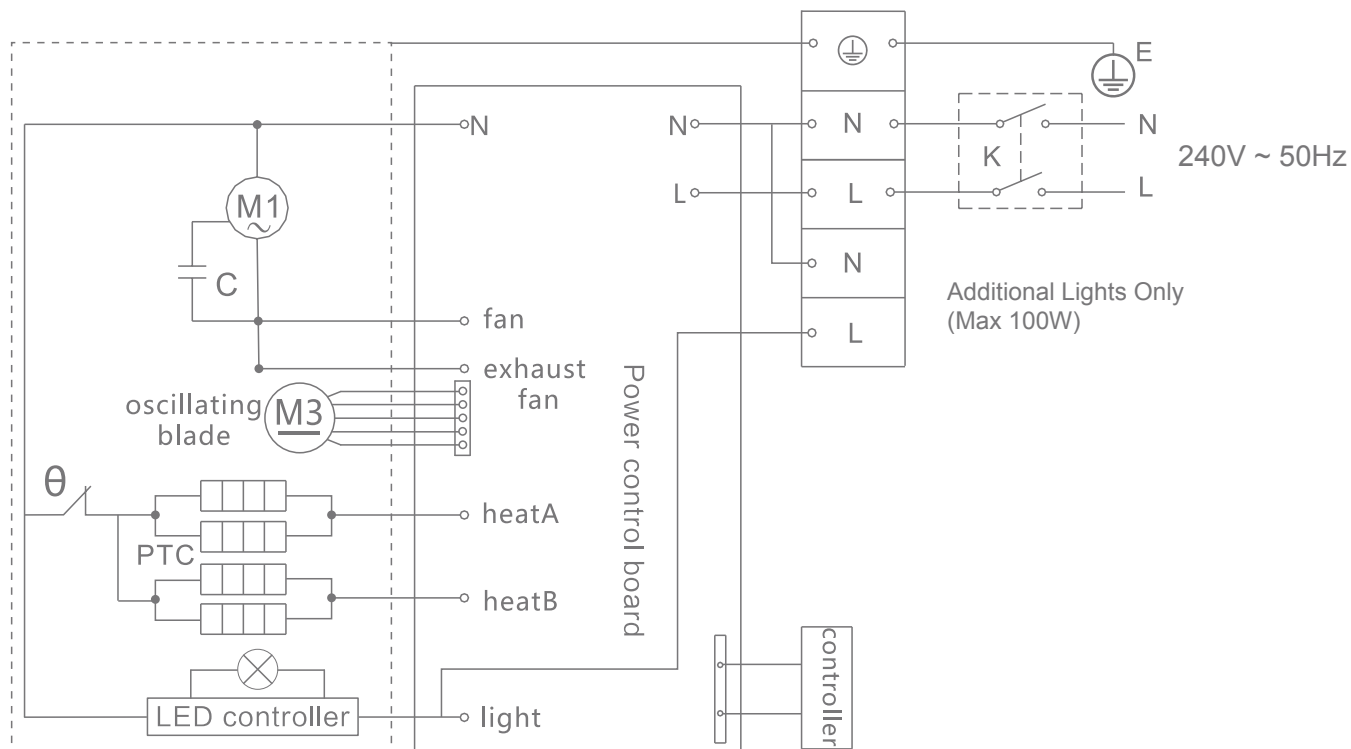 E
N
N
N
N
K
240V ~ 50Hz
M1
L
L
L
C
N
Additional Lights Only
(Max 100W)
fan
L
exhaust
fan
oscillating
blade
M3
Power control board
θ
heatA
PTC
heatB
controller
LED controller
light